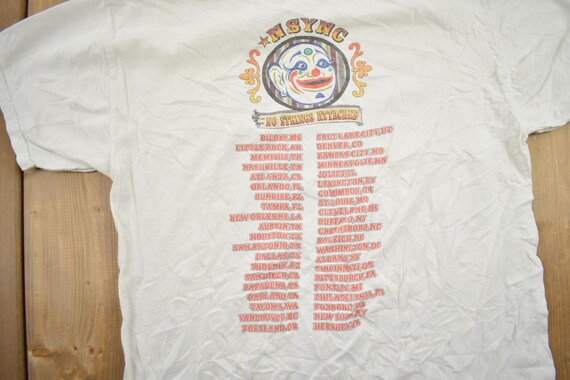 NSYNC
NO STRINGS ATTACHED
BILOXI, MS
LITTLE ROCK, AR
MEMPHIS, TN
NASHVILLE, TN
ATLANTA, GA
ORLANDO, FL
SUNRISE, FL
TAMPA, FL
NEW ORLEANS, LA
AUSTIN, TX
HOUSTON, TX
SAN ANTONIO, TX
DALLAS, TX
PHOENIX, AZ
SAN DIEGO, CA
PASADENA, CA
OAKLAND, CA
TACOMA, WA
VANCOUVER, BC
PORTLAND, OR
SALT LAKE CITY, UT
DENVER, CO
KANSAS CITY, MO
MINNEAPOLIS, MN
JOLIET, IL
LEXINGTON, KY
COLUMBUS, OH
ST. LOUIS, MO
CLEVELAND, OH
BUFFALO, NY
GREENSBORO, NC
RALEIGH, NC
WASHINGTON, DC
ALBANY, NY
CINCINNATI, OH
PITTSBURGH, PA
PONTIAC, MI
PHILADELPHIA, PA
FOXBORO, MA
NEW YORK, NY
HERSHEY, PA